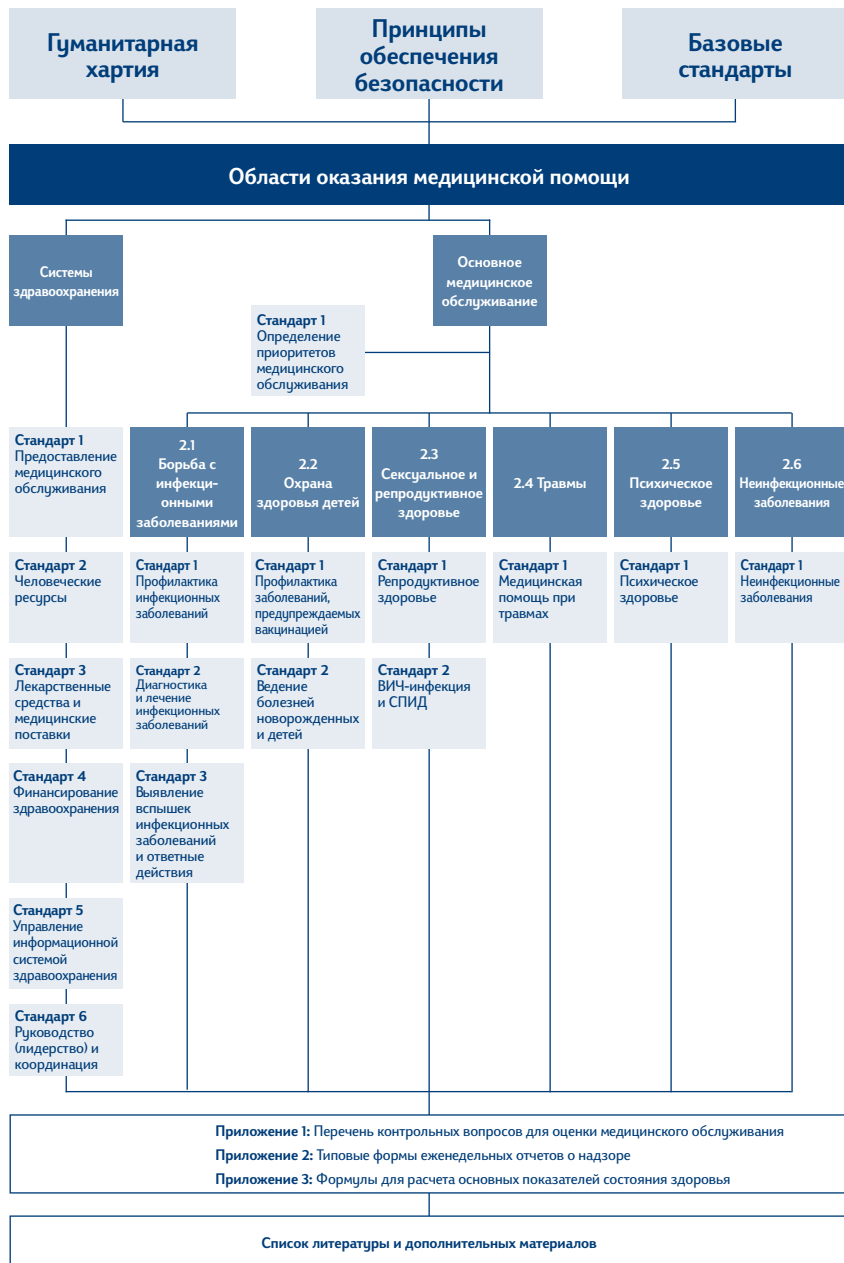 Гуманитарная
хартия
Принципы
обеспечения
безопасности
Базовые
стандарты
Области оказания медицинской помощи
Системы
здравоохранения
Основное
медицинское
обслуживание
Стандарт 1
Определение
приоритетов
медицинского
обслуживания
Стандарт 1
Предоставление
медицинского
обслуживания
2.1
Борьба с
инфекци-
онными
заболеваниями
2.2
Охрана
здоровья детей
2.3
Сексуальное и
репродуктивное
здоровье
2.4 Травмы
2.5
Психическое
здоровье
2.6
Неинфекционные
заболевания
Стандарт 2
Человеческие
ресурсы
Стандарт 1
Профилактика
инфекционных
заболеваний
Стандарт 1
Профилактика
заболеваний,
предупреждаемых
вакцинацией
Стандарт 1
Репродуктивное
здоровье
Стандарт 1
Медицинская
помощь при
травмах
Стандарт 1
Психическое
здоровье
Стандарт 1
Неинфекционные
заболевания
Стандарт 3
Лекарственные
средства и
медицинские
поставки
Стандарт 2
Диагностика
и лечение
инфекционных
заболеваний
Стандарт 2
Ведение
болезней
новорожденных
и детей
Стандарт 2
ВИЧ-инфекция
и СПИД
Стандарт 4
Финансирование
здравоохранения
Стандарт 3
Выявление
вспышек
инфекционных
заболеваний
и ответные
действия
Стандарт 5
Управление
информационной
системой
здравоохранения
Стандарт 6
Руководство
(лидерство) и
координация
Приложение 1: Перечень контрольных вопросов для оценки медицинского обслуживания
Приложение 2: Типовые формы еженедельных отчетов о надзоре
Приложение 3: Формулы для расчета основных показателей состояния здоровья
Список литературы и дополнительных материалов